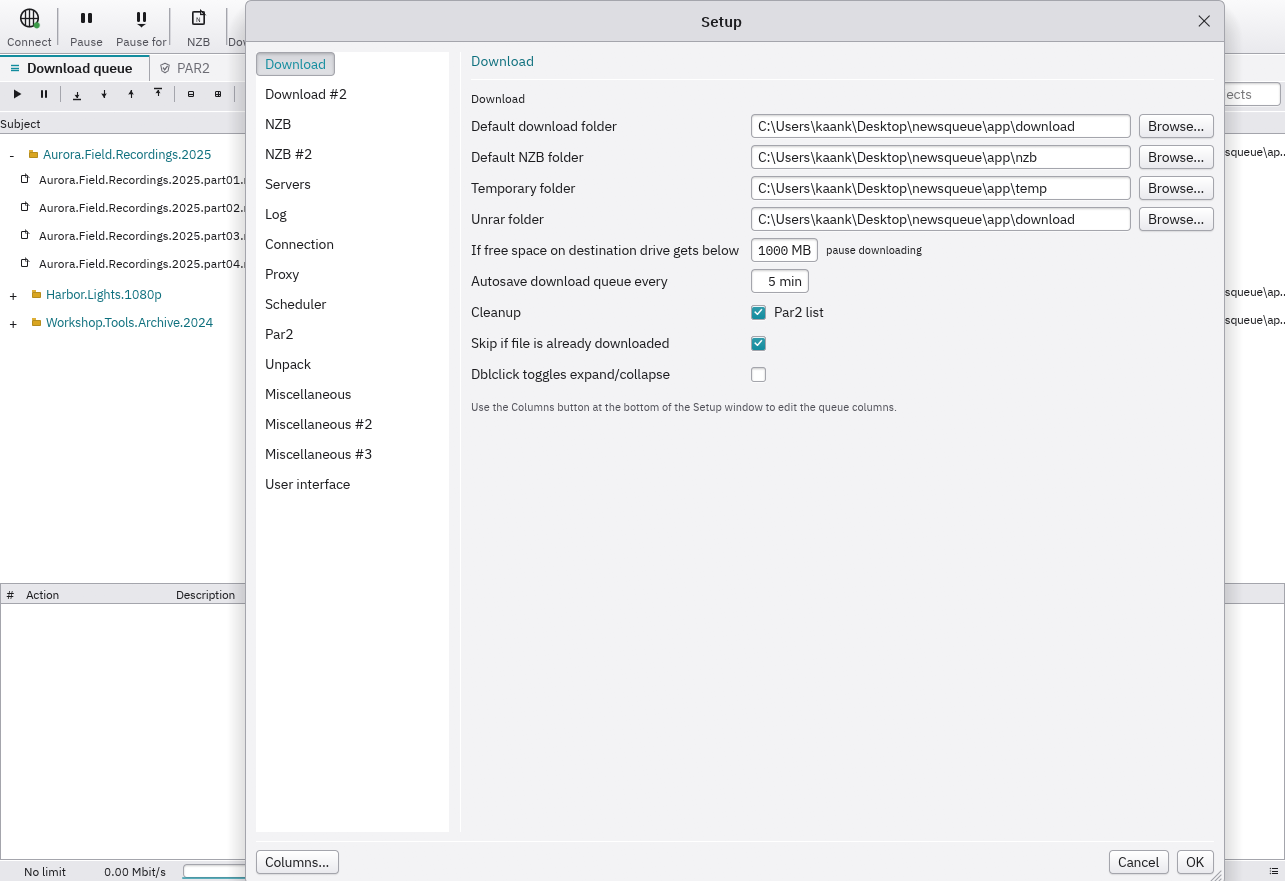 Setup
Connect
Pause
Pause for
NZB
Download queue
PAR2
ects
Subject
- Aurora.Field.Recordings.2025
Aurora.Field.Recordings.2025.part01.
Aurora.Field.Recordings.2025.part02.
Aurora.Field.Recordings.2025.part03.
Aurora.Field.Recordings.2025.part04.
+ Harbor.Lights.1080p
+ Workshop.Tools.Archive.2024
squeue\ap..
squeue\ap..
squeue\ap..
# Action Description
No limit 0.00 Mbit/s
Download
Download #2
NZB
NZB #2
Servers
Log
Connection
Proxy
Scheduler
Par2
Unpack
Miscellaneous
Miscellaneous #2
Miscellaneous #3
User interface
Download
Download
Default download folder C:\Users\kaank\Desktop\newsqueue\app\download Browse...
Default NZB folder C:\Users\kaank\Desktop\newsqueue\app\nzb Browse...
Temporary folder C:\Users\kaank\Desktop\newsqueue\app\temp Browse...
Unrar folder C:\Users\kaank\Desktop\newsqueue\app\download Browse...
If free space on destination drive gets below 1000 MB pause downloading
Autosave download queue every 5 min
Cleanup Par2 list
Skip if file is already downloaded
Dblclick toggles expand/collapse
Use the Columns button at the bottom of the Setup window to edit the queue columns.
Columns... Cancel OK